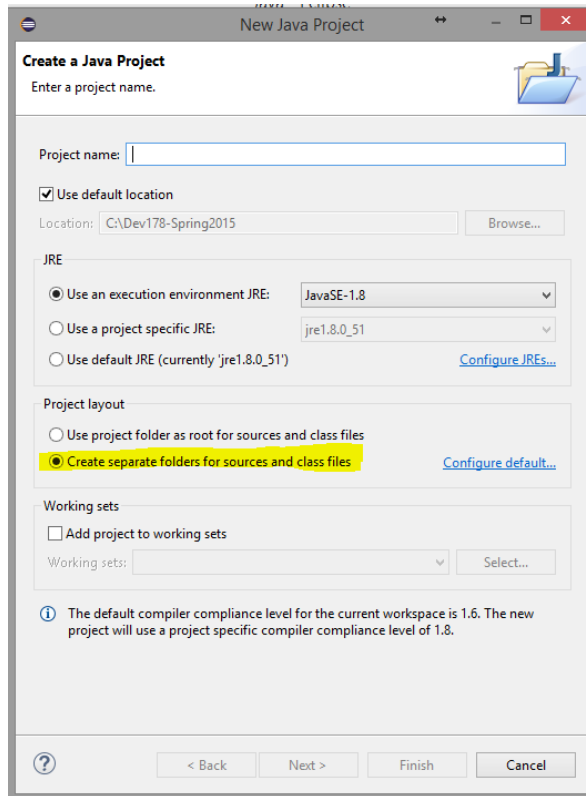 New Java Project
Create a Java Project
Enter a project name.
Project name:
Use default location
Location: C:\Dev178-Spring2015 Browse...
JRE
Use an execution environment JRE: JavaSE-1.8
Use a project specific JRE: jre1.8.0_51
Use default JRE (currently 'jre1.8.0_51') Configure JREs...
Project layout
Use project folder as root for sources and class files
Create separate folders for sources and class files Configure default...
Working sets
Add project to working sets
Working sets: Select...
The default compiler compliance level for the current workspace is 1.6. The new
project will use a project specific compiler compliance level of 1.8.
? < Back Next > Finish Cancel